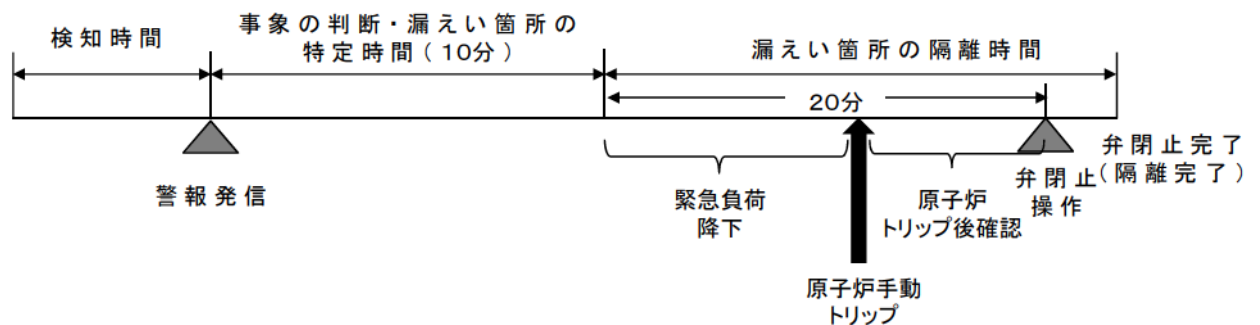 検知時間
事象の判断・漏えい箇所の
特定時間（10分）
漏えい箇所の隔離時間
20分
警報発信
緊急負荷
降下
原子炉
トリップ後確認
弁閉止
操作
弁閉止完了
（隔離完了）
原子炉手動
トリップ